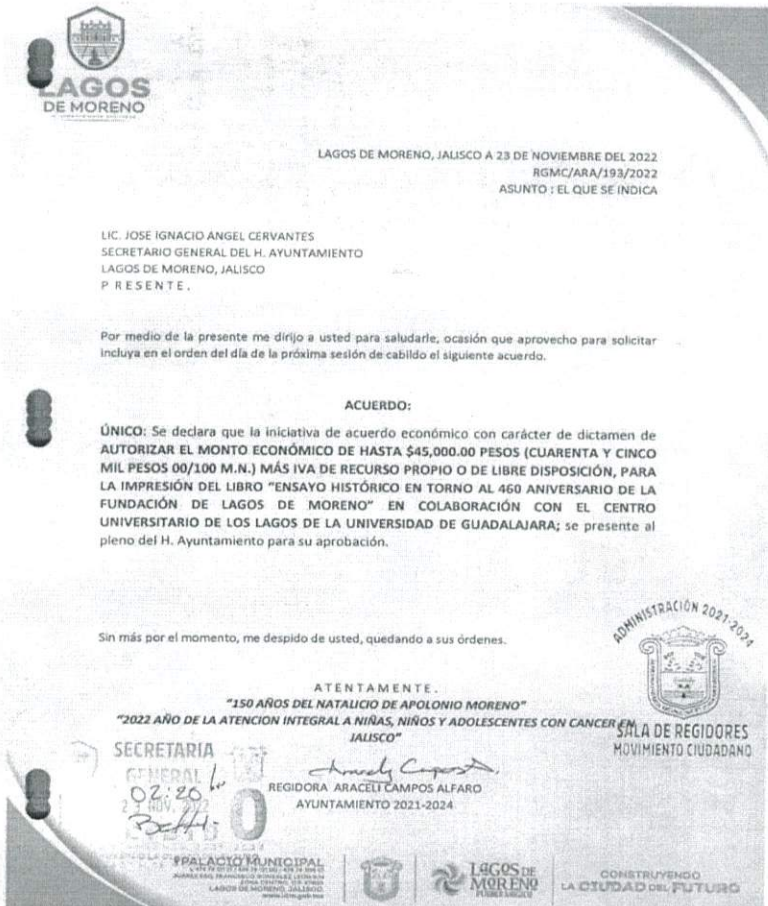 LAGOS
DE MORENO
LAGOS DE MORENO, JALISCO A 23 DE NOVIEMBRE DEL 2022
RGMC/ARA/193/2022
ASUNTO : EL QUE SE INDICA
LIC. JOSE IGNACIO ANGEL CERVANTES
SECRETARIO GENERAL DEL H. AYUNTAMIENTO
LAGOS DE MORENO, JALISCO
P R E S E N T E .
Por medio de la presente me dirijo a usted para saludarle, ocasión que aprovecho para solicitar
incluya en el orden del día de la próxima sesión de cabildo el siguiente acuerdo.
ACUERDO:
ÚNICO: Se declara que la iniciativa de acuerdo económico con carácter de dictamen de
AUTORIZAR EL MONTO ECONÓMICO DE HASTA $45,000.00 PESOS (CUARENTA Y CINCO
MIL PESOS 00/100 M.N.) MÁS IVA DE RECURSO PROPIO O DE LIBRE DISPOSICIÓN, PARA
LA IMPRESIÓN DEL LIBRO "ENSAYO HISTÓRICO EN TORNO AL 460 ANIVERSARIO DE LA
FUNDACIÓN DE LAGOS DE MORENO" EN COLABORACIÓN CON EL CENTRO
UNIVERSITARIO DE LOS LAGOS DE LA UNIVERSIDAD DE GUADALAJARA; se presente al
pleno del H. Ayuntamiento para su aprobación.
ADMINISTRACIÓN 2021-2024
Sin más por el momento, me despido de usted, quedando a sus órdenes.
A T E N T A M E N T E .
"150 AÑOS DEL NATALICIO DE APOLONIO MORENO"
"2022 AÑO DE LA ATENCION INTEGRAL A NIÑAS, NIÑOS Y ADOLESCENTES CON CANCER EN
JALISCO"
SALA DE REGIDORES
MOVIMIENTO CIUDADANO
SECRETARIA
GENERAL
02:20
NOV. 2022
REGIDORA ARACELI CAMPOS ALFARO
AYUNTAMIENTO 2021-2024
PALACIO MUNICIPAL
LAGOS DE MORENO, JALISCO.
LAGOS DE
MORENO
PUEBLO MÁGICO
CONSTRUYENDO
LA CIUDAD DEL FUTURO